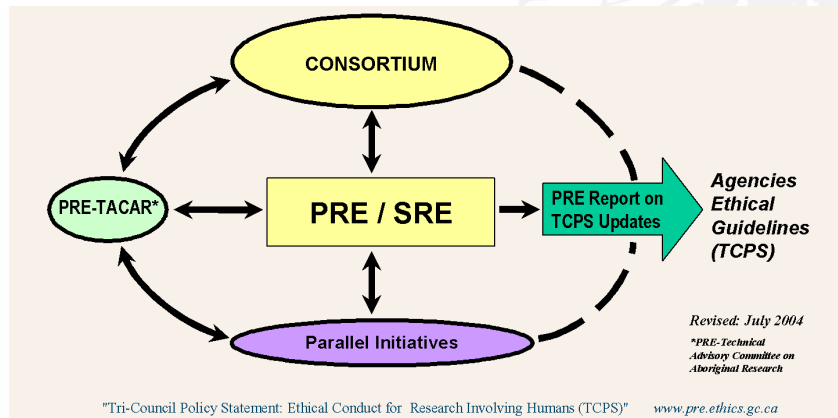 CONSORTIUM
PRE-TACAR*
PRE / SRE
PRE Report on
TCPS Updates
Agencies
Ethical
Guidelines
(TCPS)
Parallel Initiatives
Revised: July 2004
*PRE-Technical
Advisory Committee on
Aboriginal Research
"Tri-Council Policy Statement: Ethical Conduct for Research Involving Humans (TCPS)" www.pre.ethics.gc.ca